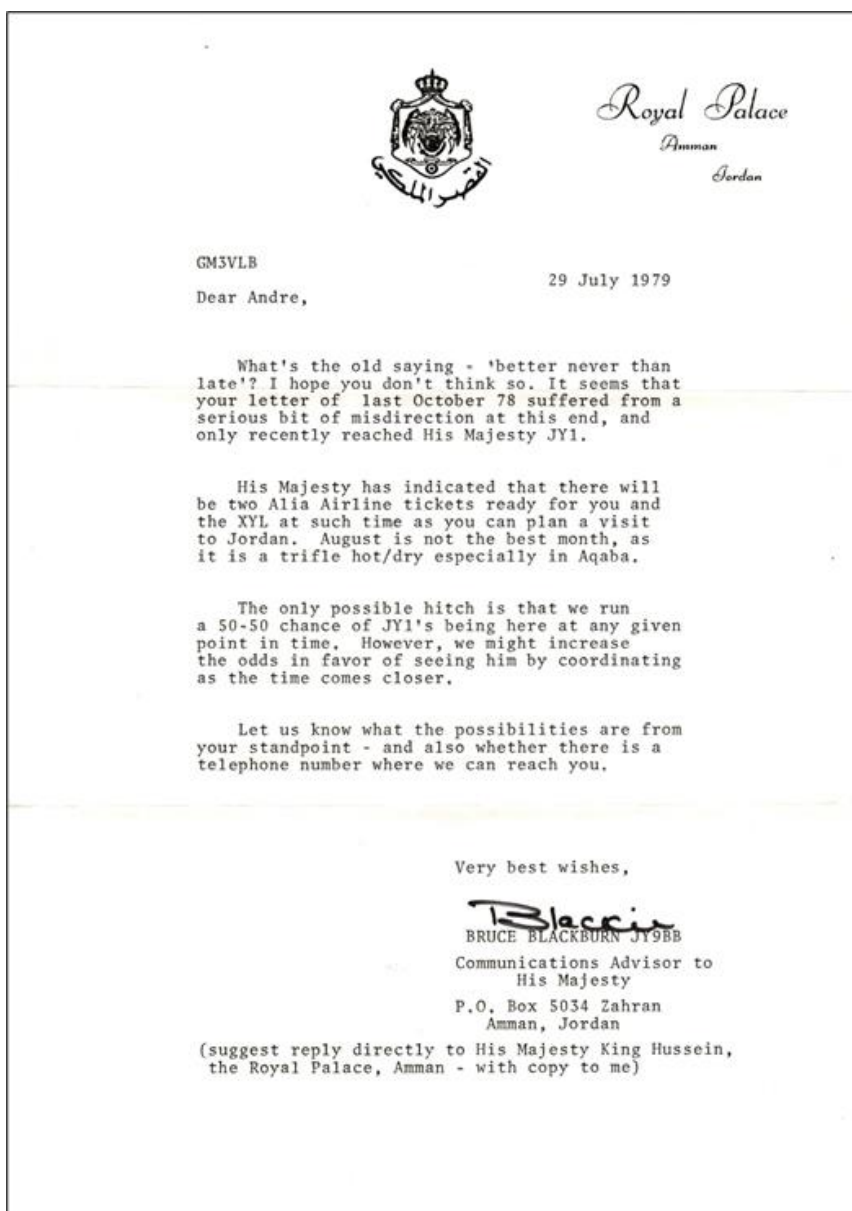 القصر الملكي
Royal Palace
Amman
Jordan
GM3VLB
29 July 1979
Dear Andre,
What's the old saying - 'better never than
late'? I hope you don't think so. It seems that
your letter of last October 78 suffered from a
serious bit of misdirection at this end, and
only recently reached His Majesty JY1.
His Majesty has indicated that there will
be two Alia Airline tickets ready for you and
the XYL at such time as you can plan a visit
to Jordan. August is not the best month, as
it is a trifle hot/dry especially in Aqaba.
The only possible hitch is that we run
a 50-50 chance of JY1's being here at any given
point in time. However, we might increase
the odds in favor of seeing him by coordinating
as the time comes closer.
Let us know what the possibilities are from
your standpoint - and also whether there is a
telephone number where we can reach you.
Very best wishes,
Blackie
BRUCE BLACKBURN JY9BB
Communications Advisor to
His Majesty
P.O. Box 5034 Zahran
Amman, Jordan
(suggest reply directly to His Majesty King Hussein,
the Royal Palace, Amman - with copy to me)